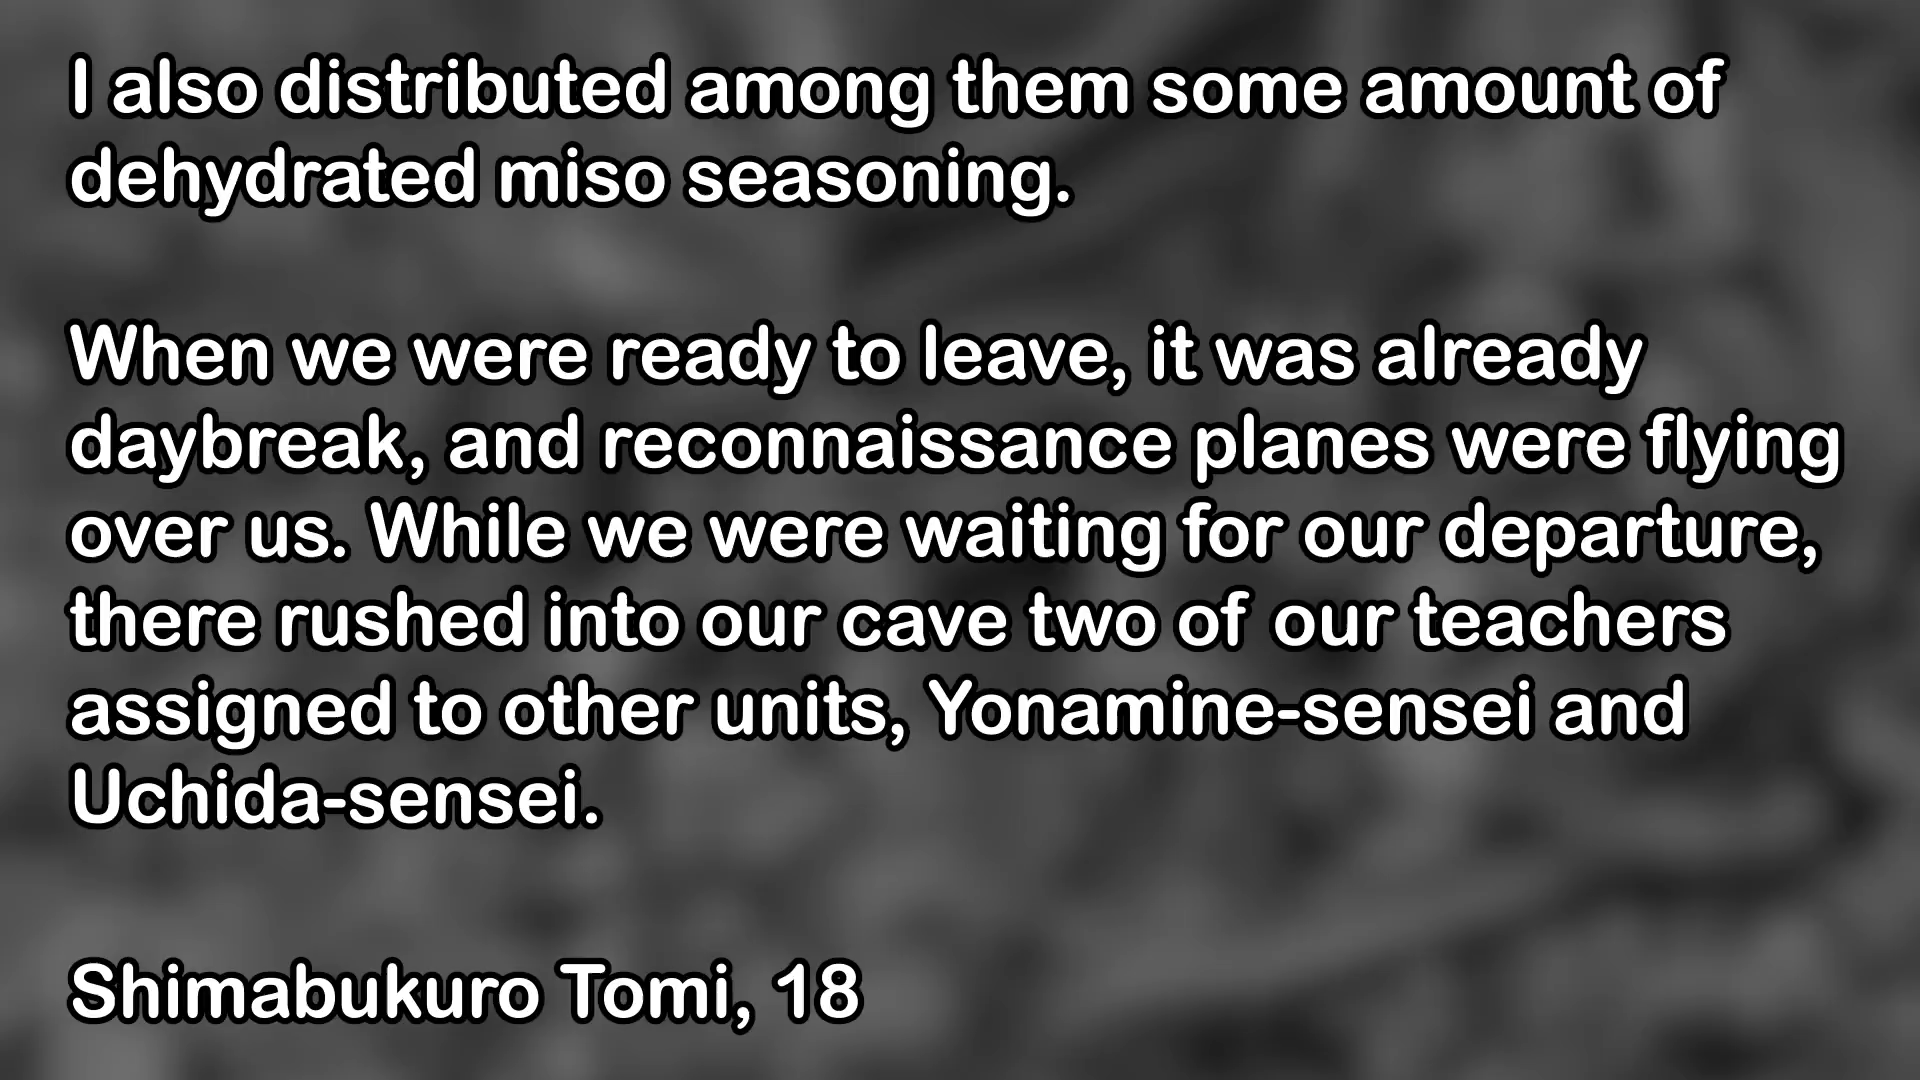 I also distributed among them some amount of
dehydrated miso seasoning.
When we were ready to leave, it was already
daybreak, and reconnaissance planes were flying
over us. While we were waiting for our departure,
there rushed into our cave two of our teachers
assigned to other units, Yonamine-sensei and
Uchida-sensei.
Shimabukuro Tomi, 18